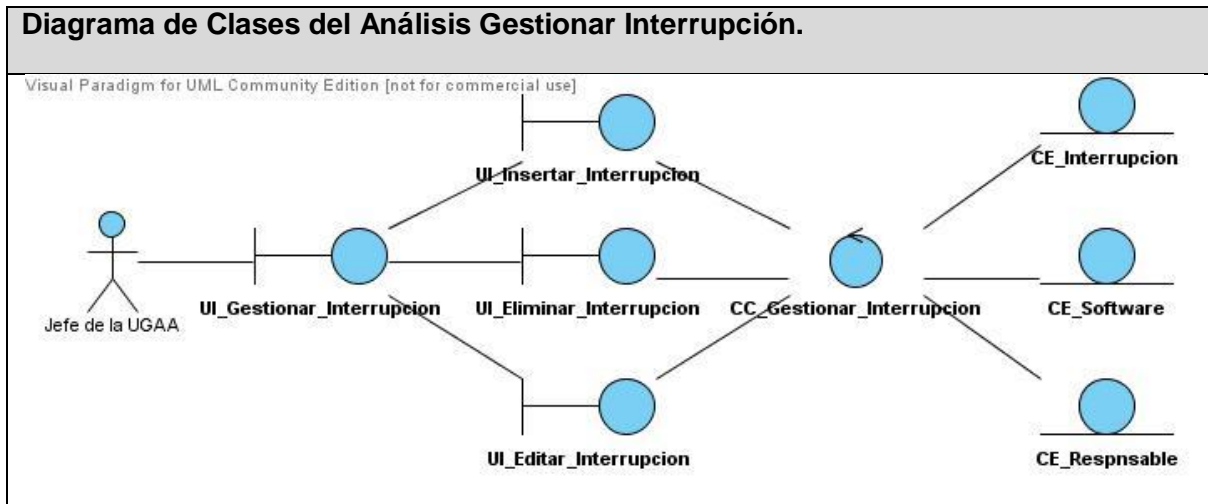 Diagrama de Clases del Análisis Gestionar Interrupción.
Visual Paradigm for UML Community Edition [not for commercial use]
UI_Insertar_Interrupcion
CE_Interrupcion
Jefe de la UGAA
UI_Gestionar_Interrupcion
UI_Eliminar_Interrupcion
CC_Gestionar_Interrupcion
CE_Software
UI_Editar_Interrupcion
CE_Respnsable